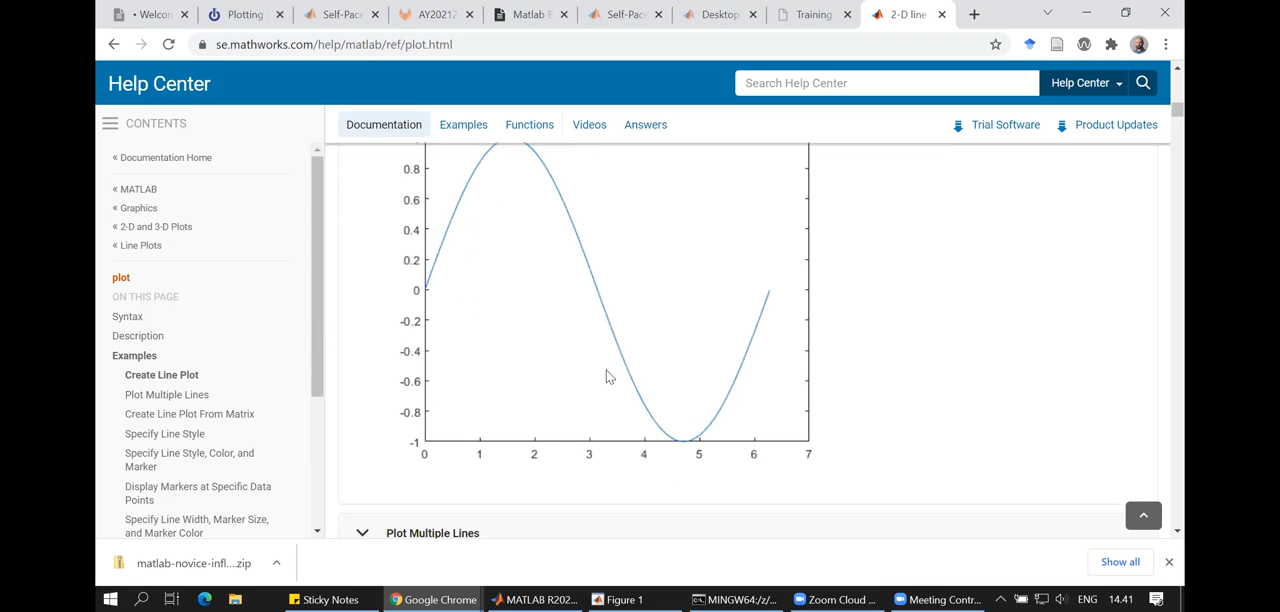 • Welcon
Plotting
Self-Pace
AY20212
Matlab B
Self-Pace
Desktop
Training
2-D line
se.mathworks.com/help/matlab/ref/plot.html
Help Center
Search Help Center
Help Center
CONTENTS
Documentation
Examples
Functions
Videos
Answers
Trial Software
Product Updates
« Documentation Home
« MATLAB
« Graphics
« 2-D and 3-D Plots
« Line Plots
plot
ON THIS PAGE
Syntax
Description
Examples
Create Line Plot
Plot Multiple Lines
Create Line Plot From Matrix
Specify Line Style
Specify Line Style, Color, and
Marker
Display Markers at Specific Data
Points
Specify Line Width, Marker Size,
and Marker Color
0.8
0.6
0.4
0.2
0
-0.2
-0.4
-0.6
-0.8
-1
0 1 2 3 4 5 6 7
Plot Multiple Lines
matlab-novice-infl....zip
Show all
Sticky Notes
Google Chrome
MATLAB R202...
Figure 1
MINGW64:/z/...
Zoom Cloud ...
Meeting Contr...
ENG
14.41